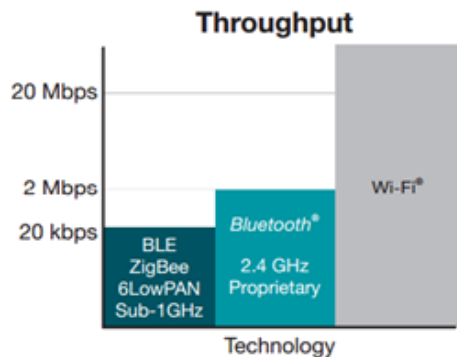 Throughput
20 Mbps
2 Mbps
20 kbps
BLE
ZigBee
6LowPAN
Sub-1GHz
Bluetooth®
2.4 GHz
Proprietary
Wi-Fi®
Technology